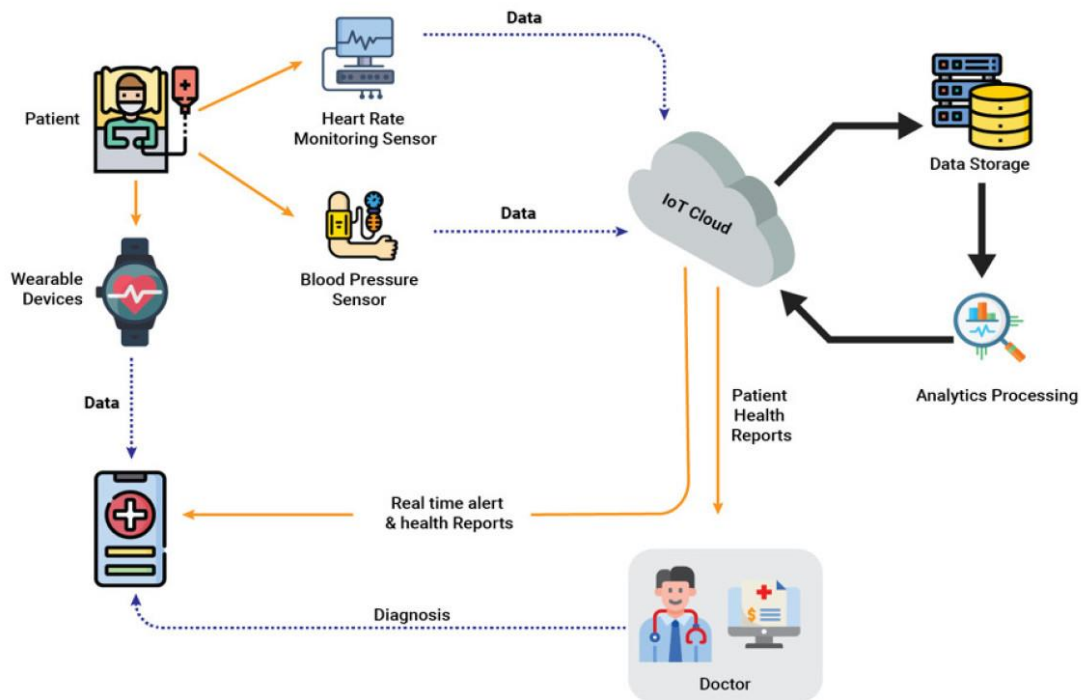 Data
Patient
Heart Rate
Monitoring Sensor
Data Storage
IoT Cloud
Data
Wearable
Devices
Blood Pressure
Sensor
Analytics Processing
Data
Patient
Health
Reports
Real time alert
& health Reports
Diagnosis
$
Doctor